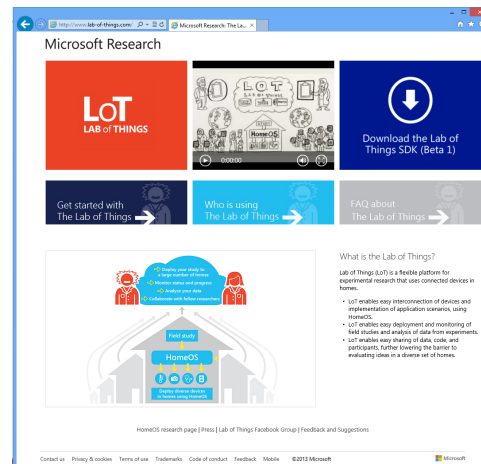 http://www.lab-of-things.com/
Microsoft Research: The La...
Microsoft Research
LoT
LAB of THINGS
LOT
LAB OF THINGS
HomeOS
0:00:00
Download the Lab of
Things SDK (Beta 1)
Get started with
The Lab of Things
Who is using
The Lab of Things
FAQ about
The Lab of Things
Deploy your study to
a large number of homes
Monitor status and progress
Analyze your data
Collaborate with fellow researchers
Field study
HomeOS
Deploy diverse devices
in homes using HomeOS
What is the Lab of Things?
Lab of Things (LoT) is a flexible platform for
experimental research that uses connected devices in
homes.
• LoT enables easy interconnection of devices and
implementation of application scenarios, using
HomeOS.
• LoT enables easy deployment and monitoring of
field studies and analysis of data from experiments.
• LoT enables easy sharing of data, code, and
participants, further lowering the barrier to
evaluating ideas in a diverse set of homes.
HomeOS research page | Press | Lab of Things Facebook Group | Feedback and Suggestions
Contact us Privacy & cookies Terms of use Trademarks Code of conduct Feedback Mobile ©2013 Microsoft
Microsoft